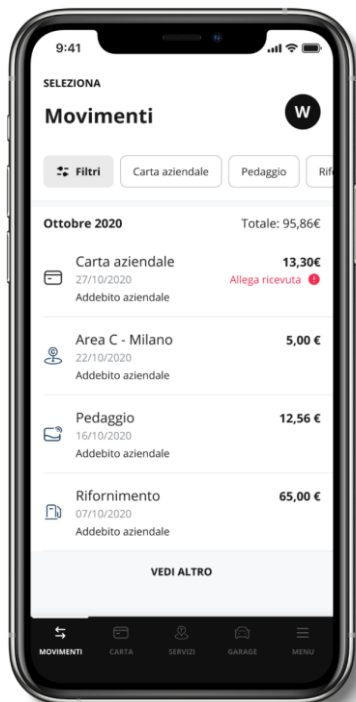 9:41
SELEZIONA
Movimenti
W
Filtri
Carta aziendale
Pedaggio
Rif
Ottobre 2020
Totale: 95,86€
Carta aziendale
13,30€
27/10/2020
Allega ricevuta
Addebito aziendale
Area C - Milano
5,00 €
22/10/2020
Addebito aziendale
Pedaggio
12,56 €
16/10/2020
Addebito aziendale
Rifornimento
65,00 €
07/10/2020
Addebito aziendale
VEDI ALTRO
MOVIMENTI
CARTA
SERVIZI
GARAGE
MENU